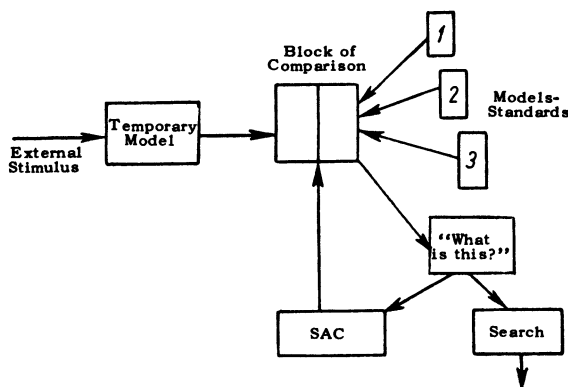 1
Block of
Comparison
2
Models-
Standards
Temporary
Model
External
Stimulus
3
“What
is this?”
SAC
Search